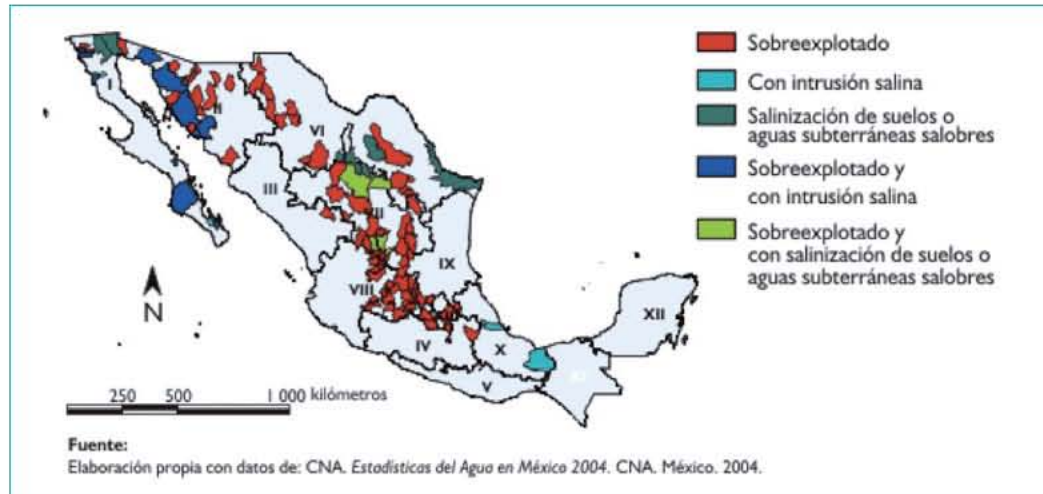 Sobreexplotado
Con intrusión salina
Salinización de suelos o
aguas subterráneas salobres
Sobreexplotado y
con intrusión salina
Sobreexplotado y
con salinización de suelos o
aguas subterráneas salobres
I
II
VI
III
VII
IX
VIII
IV
X
V
XII
N
250 500 1 000 kilómetros
Fuente:
Elaboración propia con datos de: CNA. Estadísticas del Agua en México 2004. CNA. México. 2004.